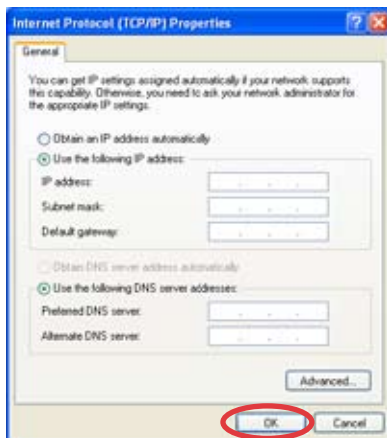 Internet Protocol (TCP/IP) Properties
General
You can get IP settings assigned automatically if your network supports
this capability. Otherwise, you need to ask your network administrator for
the appropriate IP settings.
Obtain an IP address automatically
Use the following IP address:
IP address:
Subnet mask:
Default gateway:
Obtain DNS server address automatically
Use the following DNS server addresses:
Preferred DNS server:
Alternate DNS server:
Advanced...
OK
Cancel